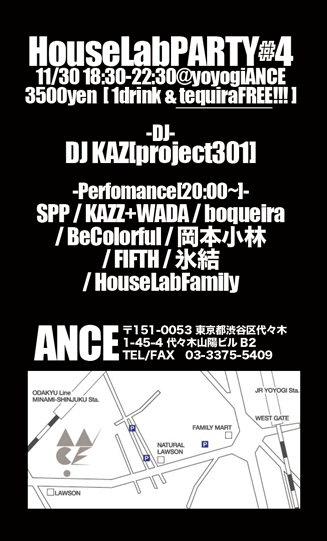 HouseLabPARTY#4
11/30 18:30-22:30@yoyogiANCE
3500yen [ 1drink & tequiraFREE!!! ]
-DJ-
DJ KAZ[project301]
-Perfomance[20:00~]-
SPP / KAZZ+WADA / boqueira
/ BeColorful / 岡本小林
/ FIFTH / 氷結
/ HouseLabFamily
ANCE
〒151-0053 東京都渋谷区代々木
1-45-4 代々木山陽ビル B2
TEL/FAX 03-3375-5409
ODAKYU Line
MINAMI-SHINJUKU Sta.
JR YOYOGI Sta.
WEST GATE
FAMILY MART
P
P
P
NATURAL
LAWSON
LAWSON